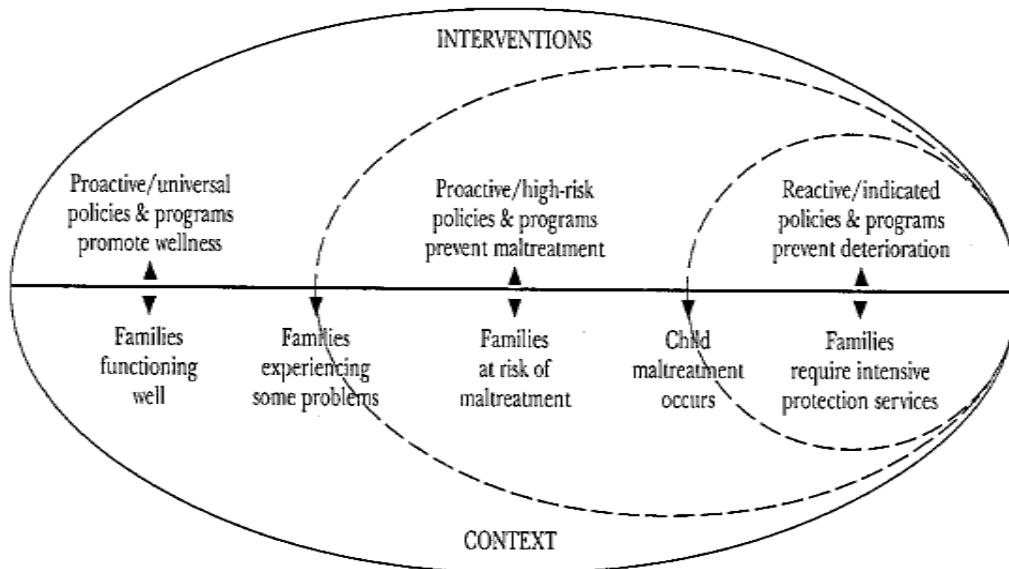 INTERVENTIONS
Proactive/universal
policies & programs
promote wellness
Proactive/high-risk
policies & programs
prevent maltreatment
Reactive/indicated
policies & programs
prevent deterioration
Families
functioning
well
Families
experiencing
some problems
Families
at risk of
maltreatment
Child
maltreatment
occurs
Families
require intensive
protection services
CONTEXT